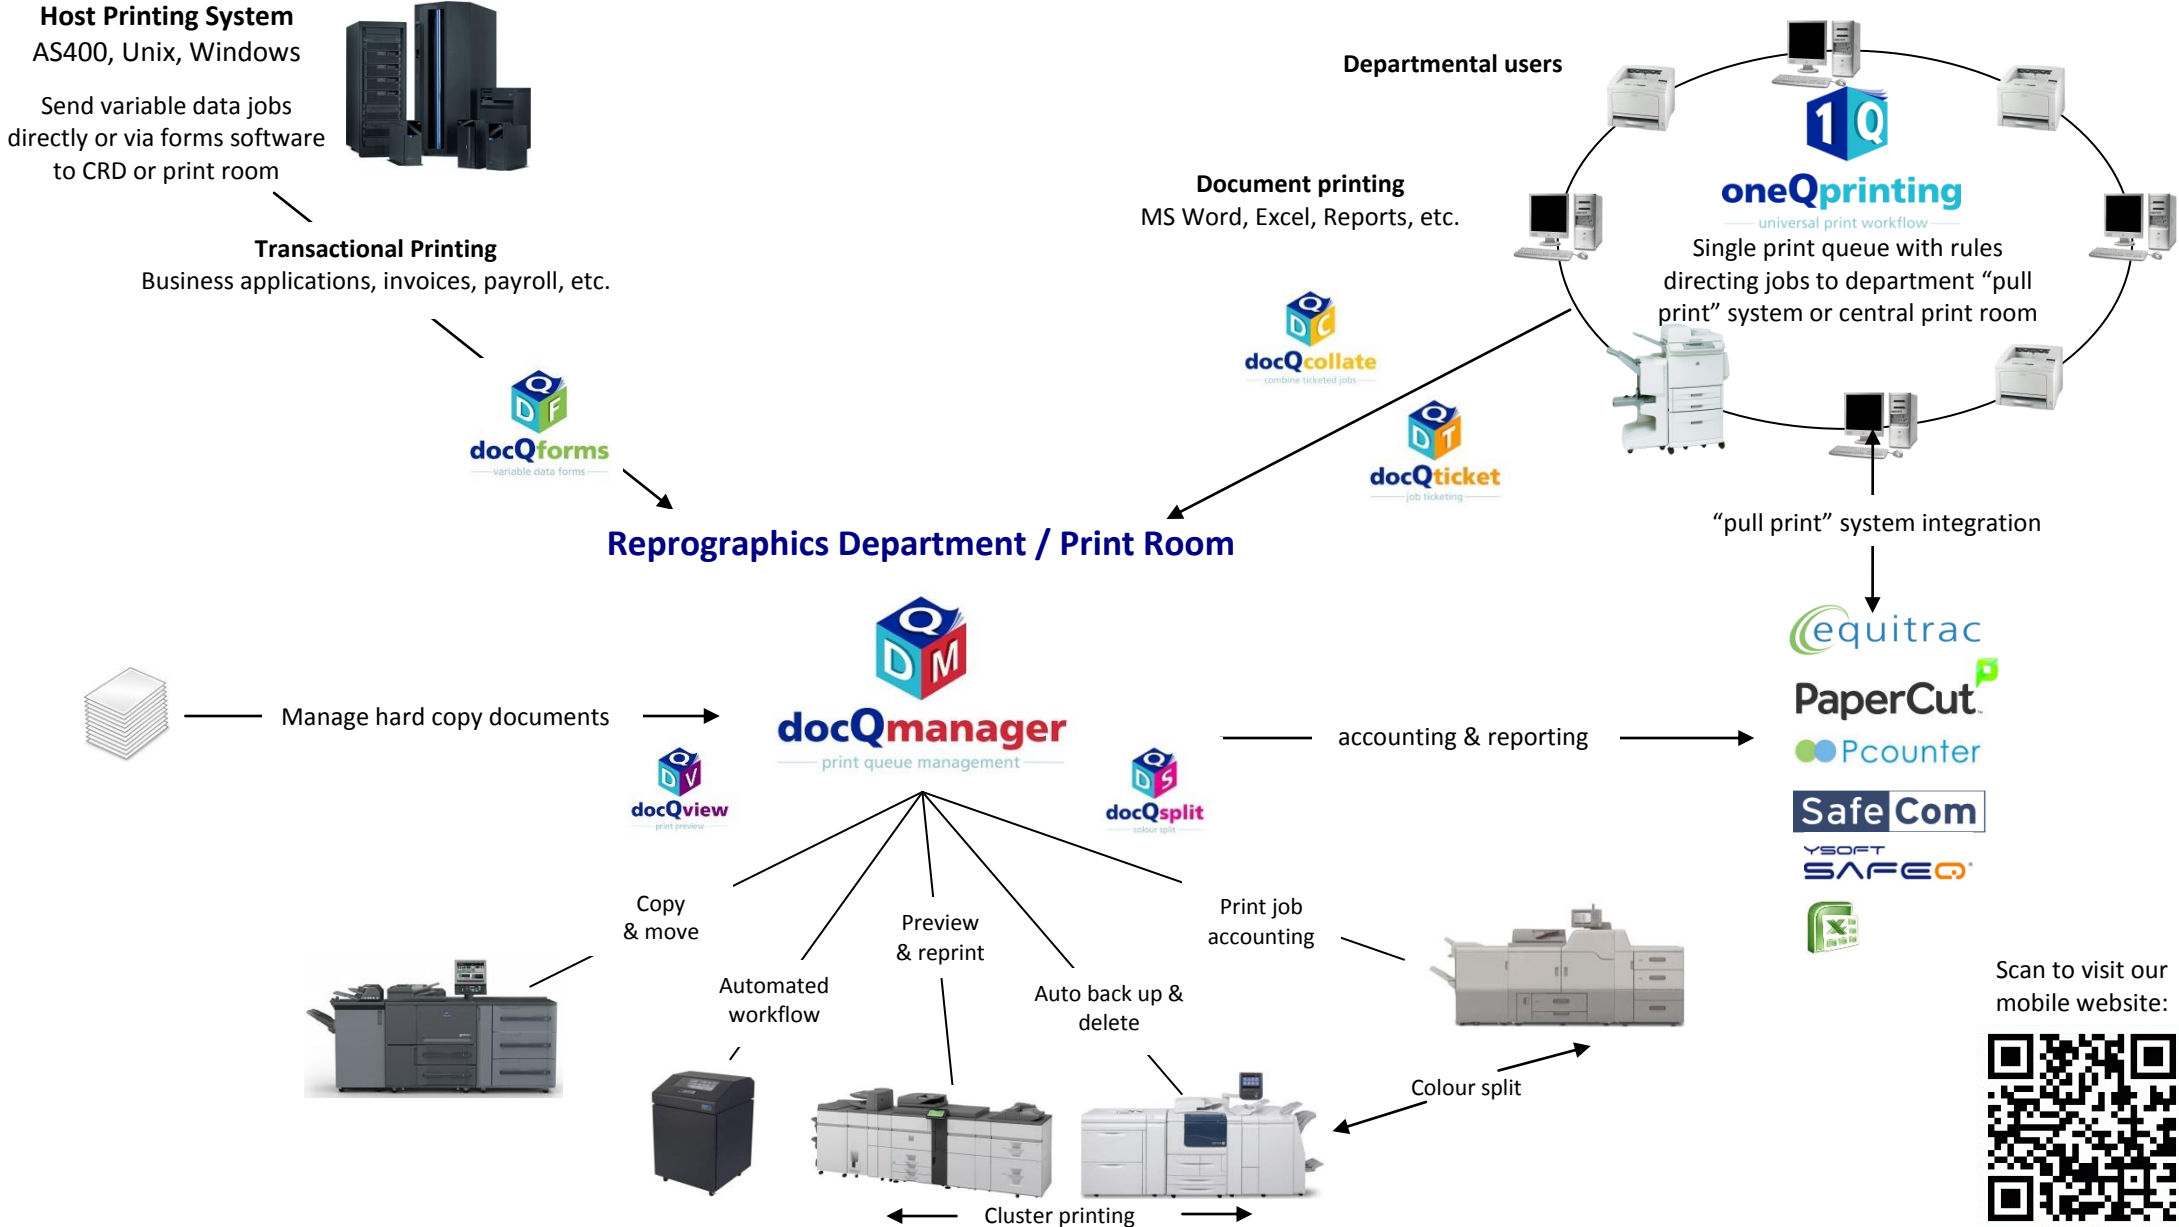 Host Printing System
AS400, Unix, Windows
Send variable data jobs
directly or via forms software
to CRD or print room
Transactional Printing
Business applications, invoices, payroll, etc.
Q
D F
docQforms
variable data forms
Departmental users
Document printing
MS Word, Excel, Reports, etc.
1Q
oneQprinting
universal print workflow
Single print queue with rules
directing jobs to department “pull
print” system or central print room
Q
D C
docQcollate
combine ticketed jobs
Q
D T
docQticket
job ticketing
“pull print” system integration
Reprographics Department / Print Room
Q
D M
docQmanager
print queue management
Manage hard copy documents
Q
D V
docQview
print preview
Q
D S
docQsplit
colour split
accounting & reporting
equitrac
PaperCut
Pcounter
SafeCom
YSOFT
SAFEQ
X
Copy
& move
Automated
workflow
Preview
& reprint
Auto back up &
delete
Print job
accounting
Colour split
Cluster printing
Scan to visit our
mobile website: